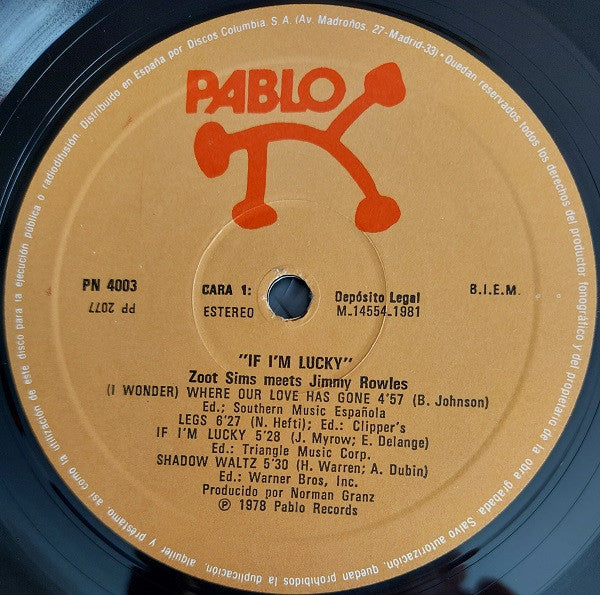 Distribuido en España por Discos Columbia S.A. (Av. Madroños, 27-Madrid-33) • Quedan reservados todos los derechos del productor fonográfico y del propietario de la obra grabada. Salvo autorización, quedan prohibidos la duplicación, alquiler y préstamo, así como la utilización de este disco para la ejecución pública o radiodifusión.
PABLO
PN 4003
PP 2077
CARA 1:
ESTEREO
Depósito Legal
M-14554-1981
B.I.E.M.
"IF I'M LUCKY"
Zoot Sims meets Jimmy Rowles
(I WONDER) WHERE OUR LOVE HAS GONE 4'57 (B. Johnson)
Ed.; Southern Music Española
LEGS 6'27 (N. Hefti); Ed.: Clipper's
IF I'M LUCKY 5'28 (J. Myrow; E. Delange)
Ed.: Triangle Music Corp.
SHADOW WALTZ 5'30 (H. Warren; A. Dubin)
Ed.: Warner Bros, Inc.
Producido por Norman Granz
Ⓟ 1978 Pablo Records